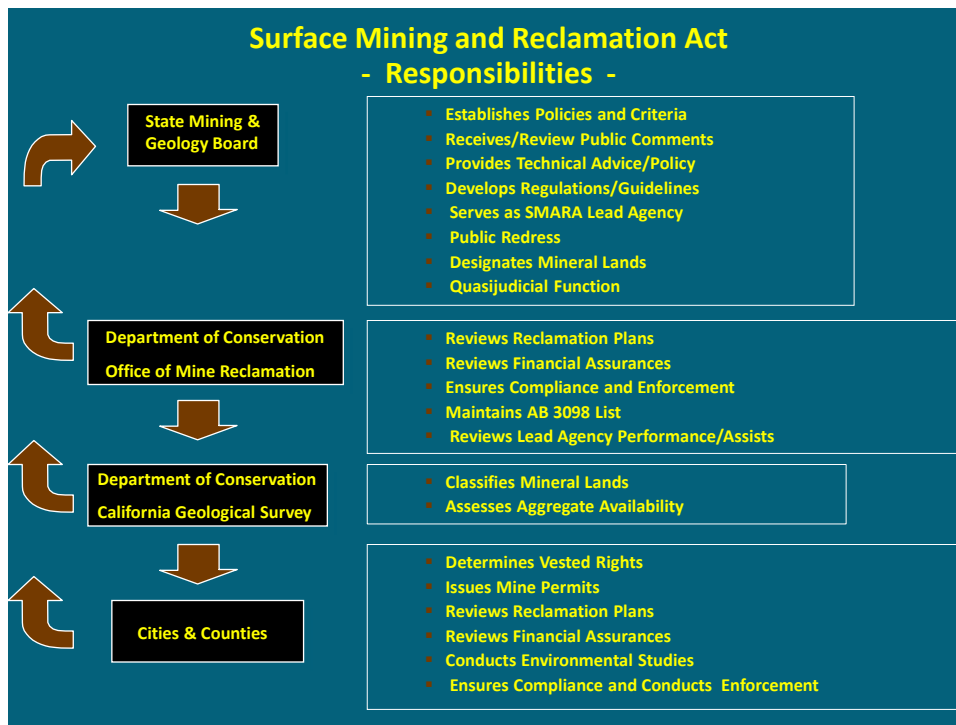 Surface Mining and Reclamation Act
- Responsibilities -
State Mining &
Geology Board
▪ Establishes Policies and Criteria
▪ Receives/Review Public Comments
▪ Provides Technical Advice/Policy
▪ Develops Regulations/Guidelines
▪ Serves as SMARA Lead Agency
▪ Public Redress
▪ Designates Mineral Lands
▪ Quasijudicial Function
Department of Conservation
Office of Mine Reclamation
▪ Reviews Reclamation Plans
▪ Reviews Financial Assurances
▪ Ensures Compliance and Enforcement
▪ Maintains AB 3098 List
▪ Reviews Lead Agency Performance/Assists
Department of Conservation
California Geological Survey
▪ Classifies Mineral Lands
▪ Assesses Aggregate Availability
Cities & Counties
▪ Determines Vested Rights
▪ Issues Mine Permits
▪ Reviews Reclamation Plans
▪ Reviews Financial Assurances
▪ Conducts Environmental Studies
▪ Ensures Compliance and Conducts Enforcement